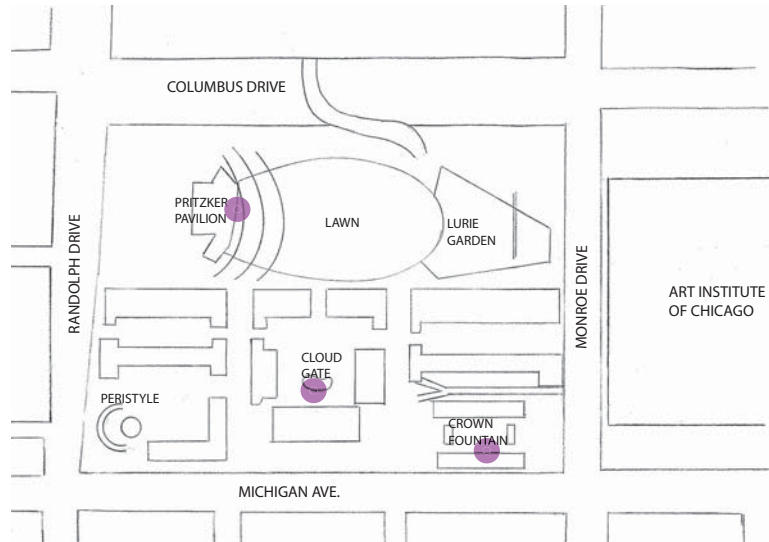 COLUMBUS DRIVE
PRITZKER
PAVILION
LAWN
LURIE
GARDEN
RANDOLPH DRIVE
MONROE DRIVE
ART INSTITUTE
OF CHICAGO
CLOUD
GATE
PERISTYLE
CROWN
FOUNTAIN
MICHIGAN AVE.